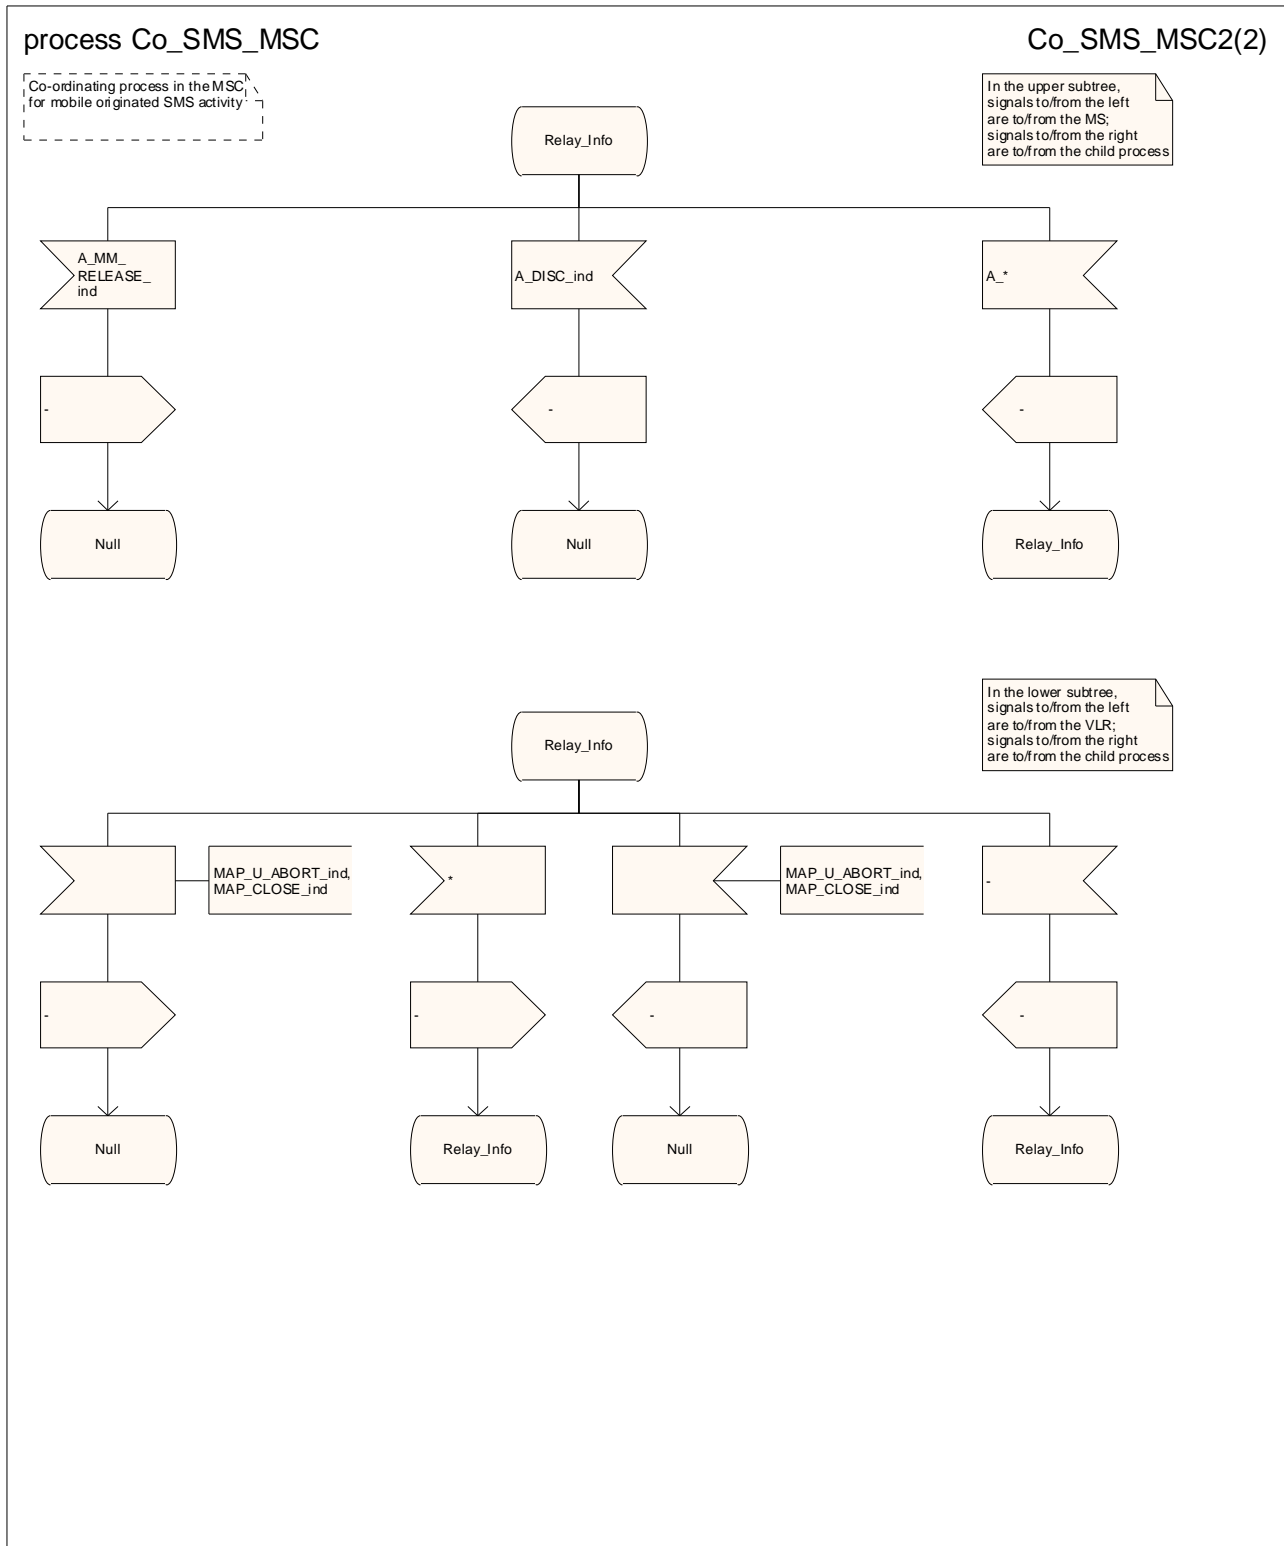 process Co_SMS_MSC
Co_SMS_MSC2(2)
Co-ordinating process in the MSC
for mobile originated SMS activity
In the upper subtree,
signals to/from the left
are to/from the MS;
signals to/from the right
are to/from the child process
Relay_Info
A_MM_
RELEASE_
ind
A_DISC_ind
A_*
-
-
-
Null
Null
Relay_Info
In the lower subtree,
signals to/from the left
are to/from the VLR;
signals to/from the right
are to/from the child process
Relay_Info
MAP_U_ABORT_ind,
MAP_CLOSE_ind
*
MAP_U_ABORT_ind,
MAP_CLOSE_ind
-
-
-
-
-
Null
Relay_Info
Null
Relay_Info